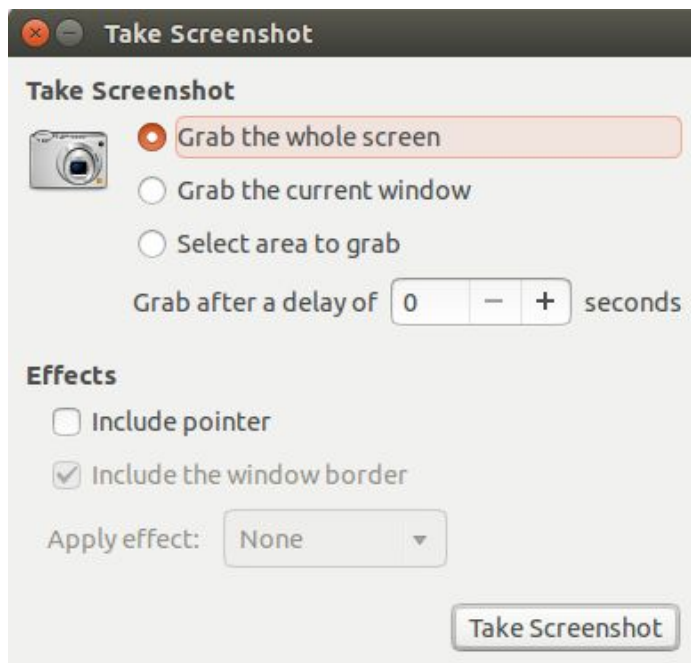 Take Screenshot
Take Screenshot
Grab the whole screen
Grab the current window
Select area to grab
Grab after a delay of 0 − + seconds
Effects
Include pointer
Include the window border
Apply effect: None
Take Screenshot